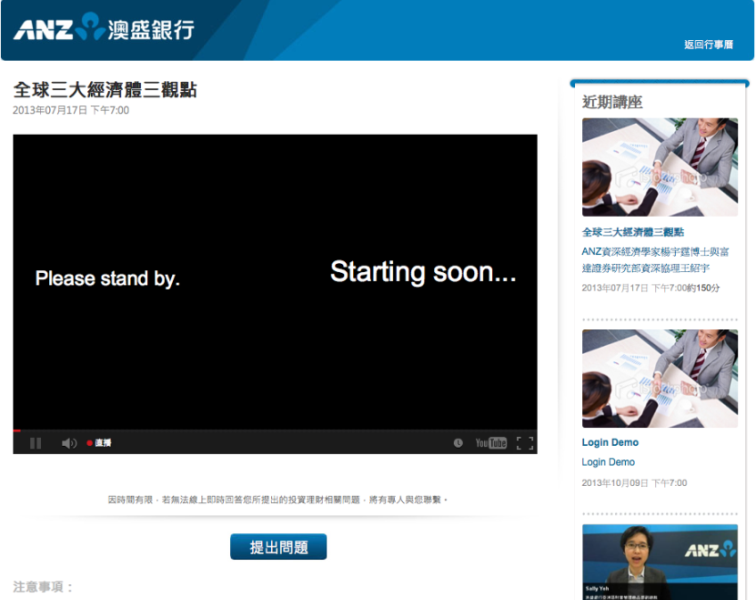 ANZ 澳盛銀行
返回行事曆
全球三大經濟體三觀點
2013年07月17日 下午7:00
Please stand by.
Starting soon...
直播
YouTube
因時間有限，若無法線上即時回答您所提出的投資理財相關問題，將有專人與您聯繫。
提出問題
注意事項：
近期講座
全球三大經濟體三觀點
ANZ資深經濟學家楊宇霆博士與富
達證券研究部資深協理王紹宇
2013年07月17日 下午7:00約150分
Login Demo
Login Demo
2013年10月09日 下午7:00
ANZ
Sally Yeh